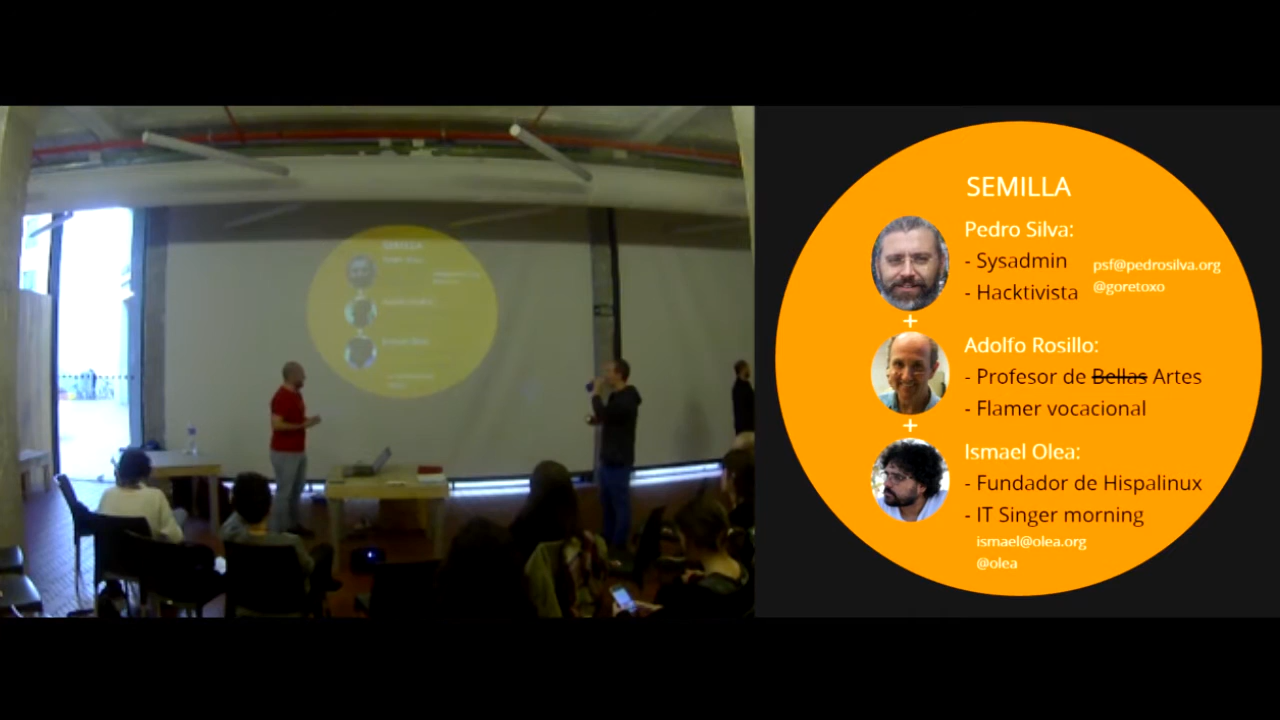 SEMILLA
Pedro Silva:
- Sysadmin
- Hacktivista
psf@pedrosilva.org
@goretoxo
+
Adolfo Rosillo:
- Profesor de Bellas Artes
- Flamer vocacional
+
Ismael Olea:
- Fundador de Hispalinux
- IT Singer morning
ismael@olea.org
@olea